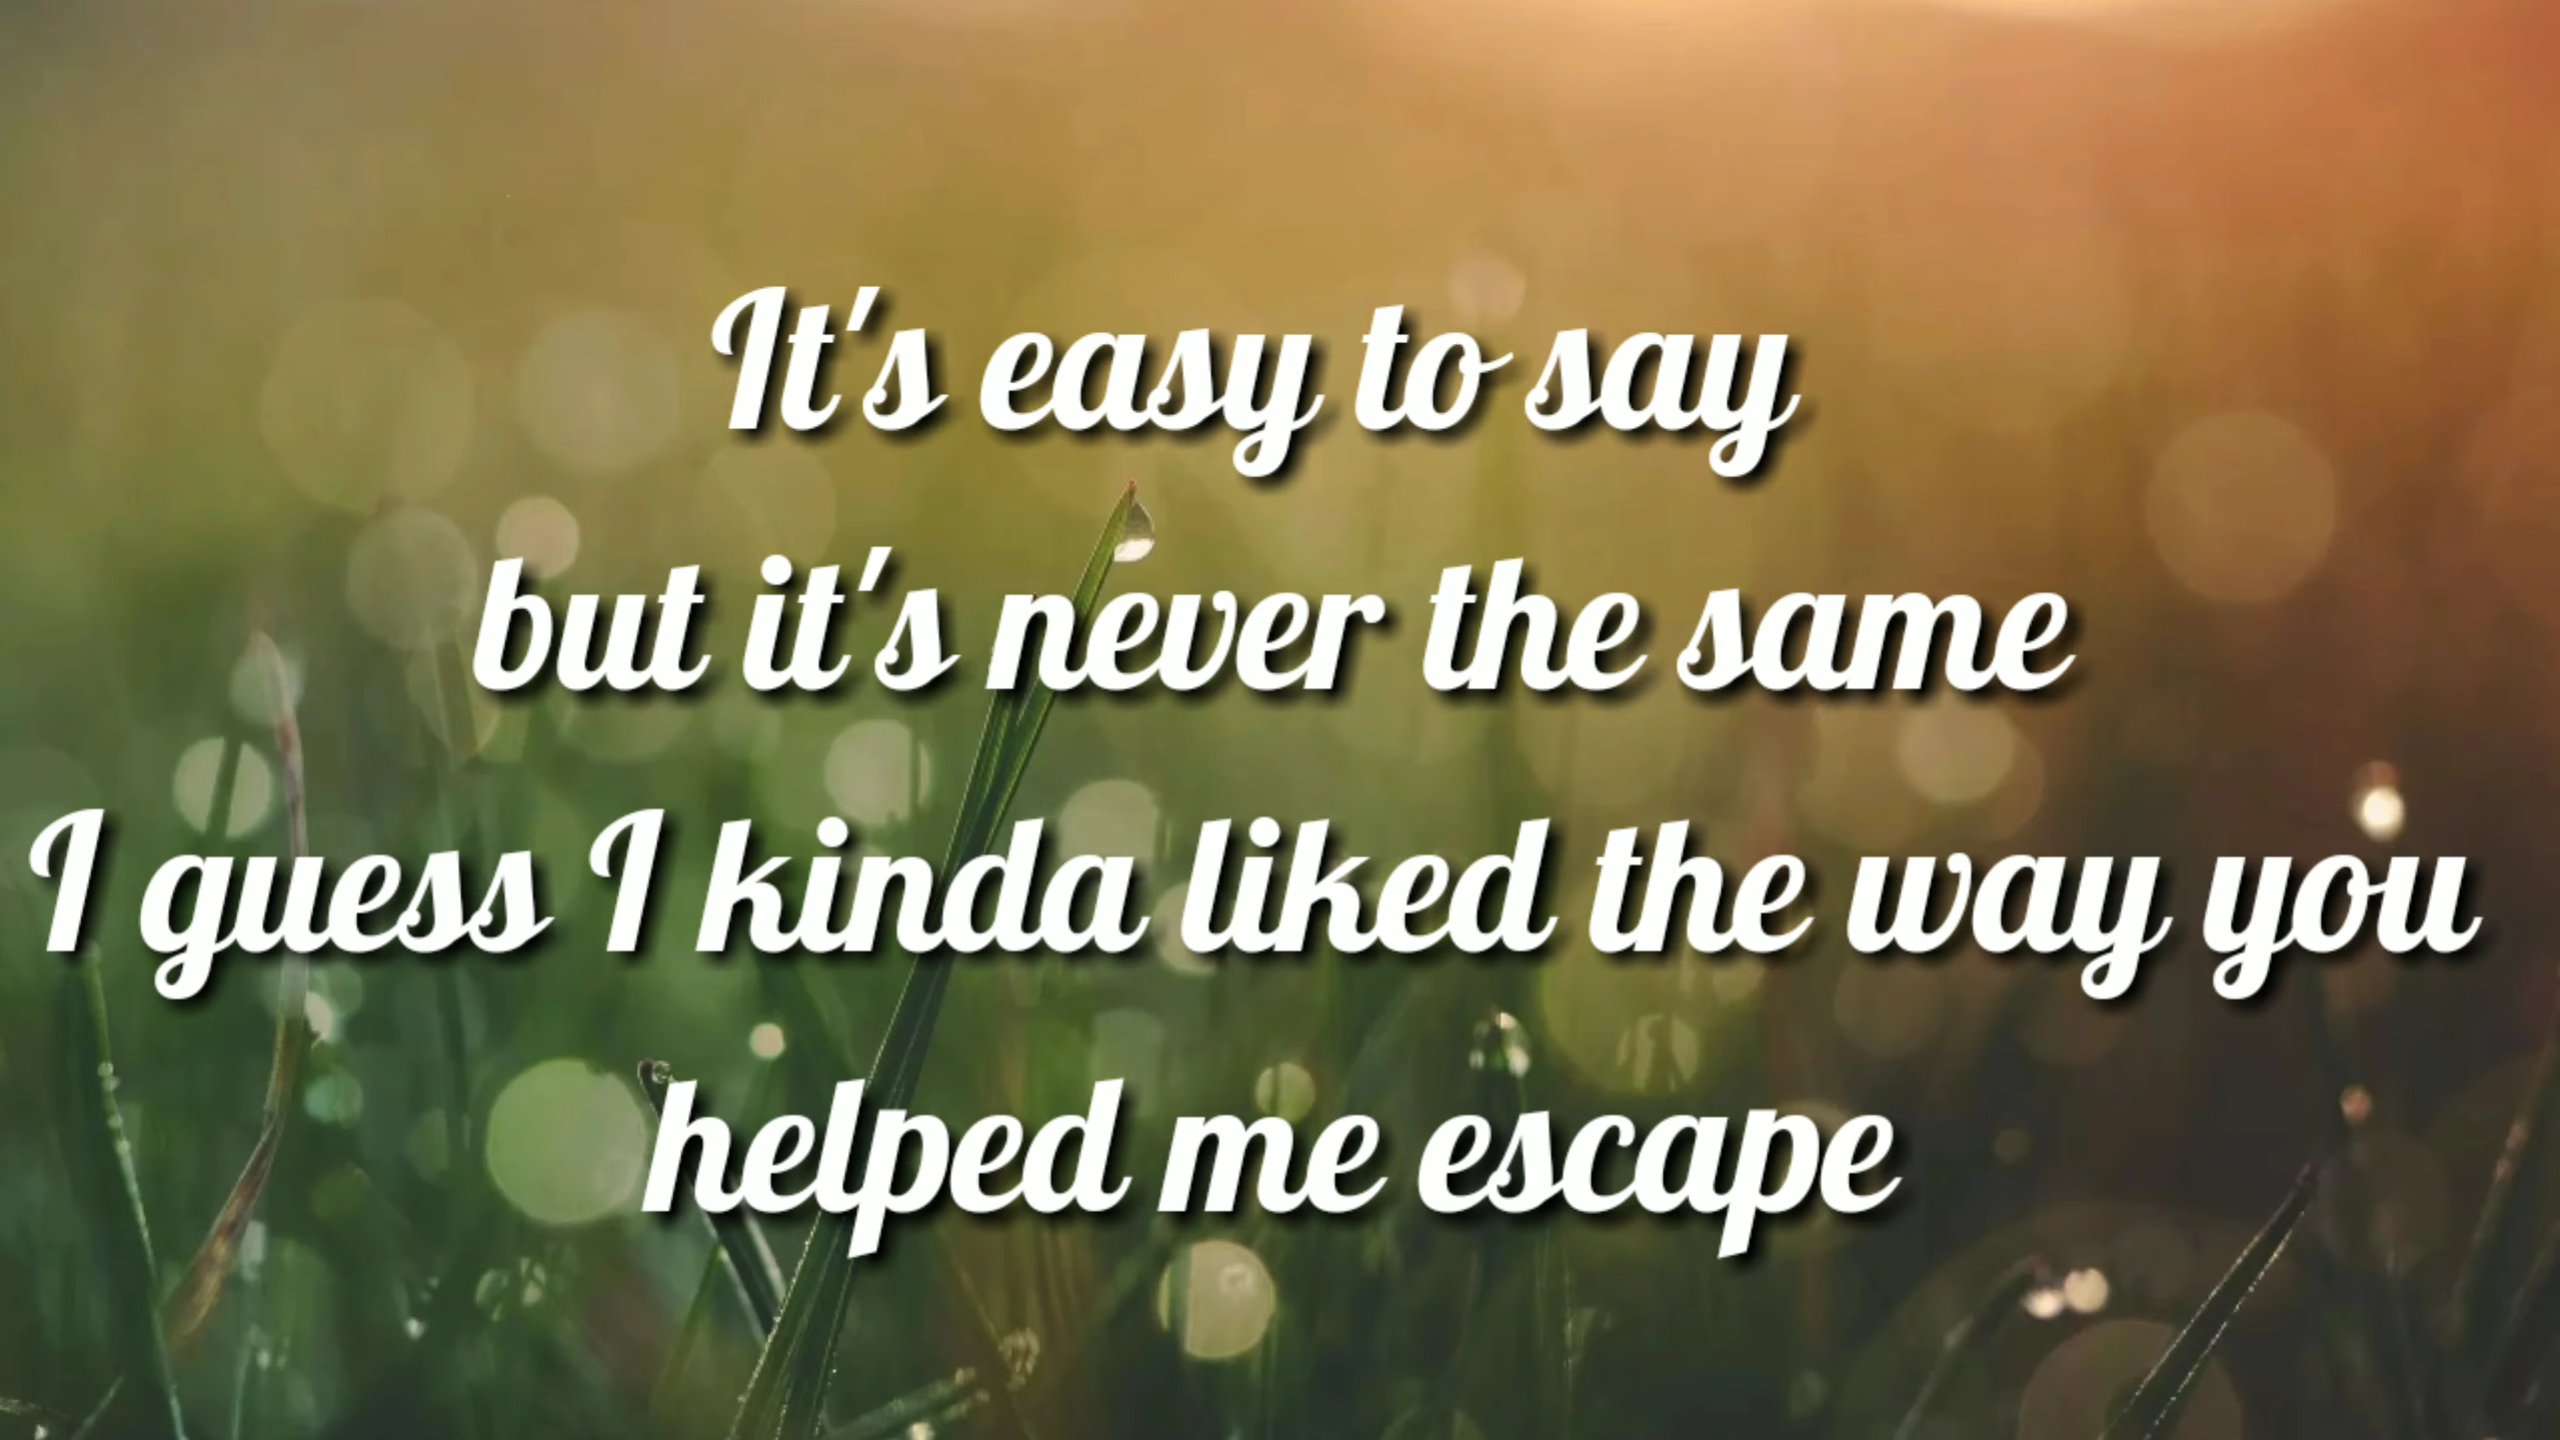 It's easy to say
but it's never the same
I guess I kinda liked the way you
helped me escape